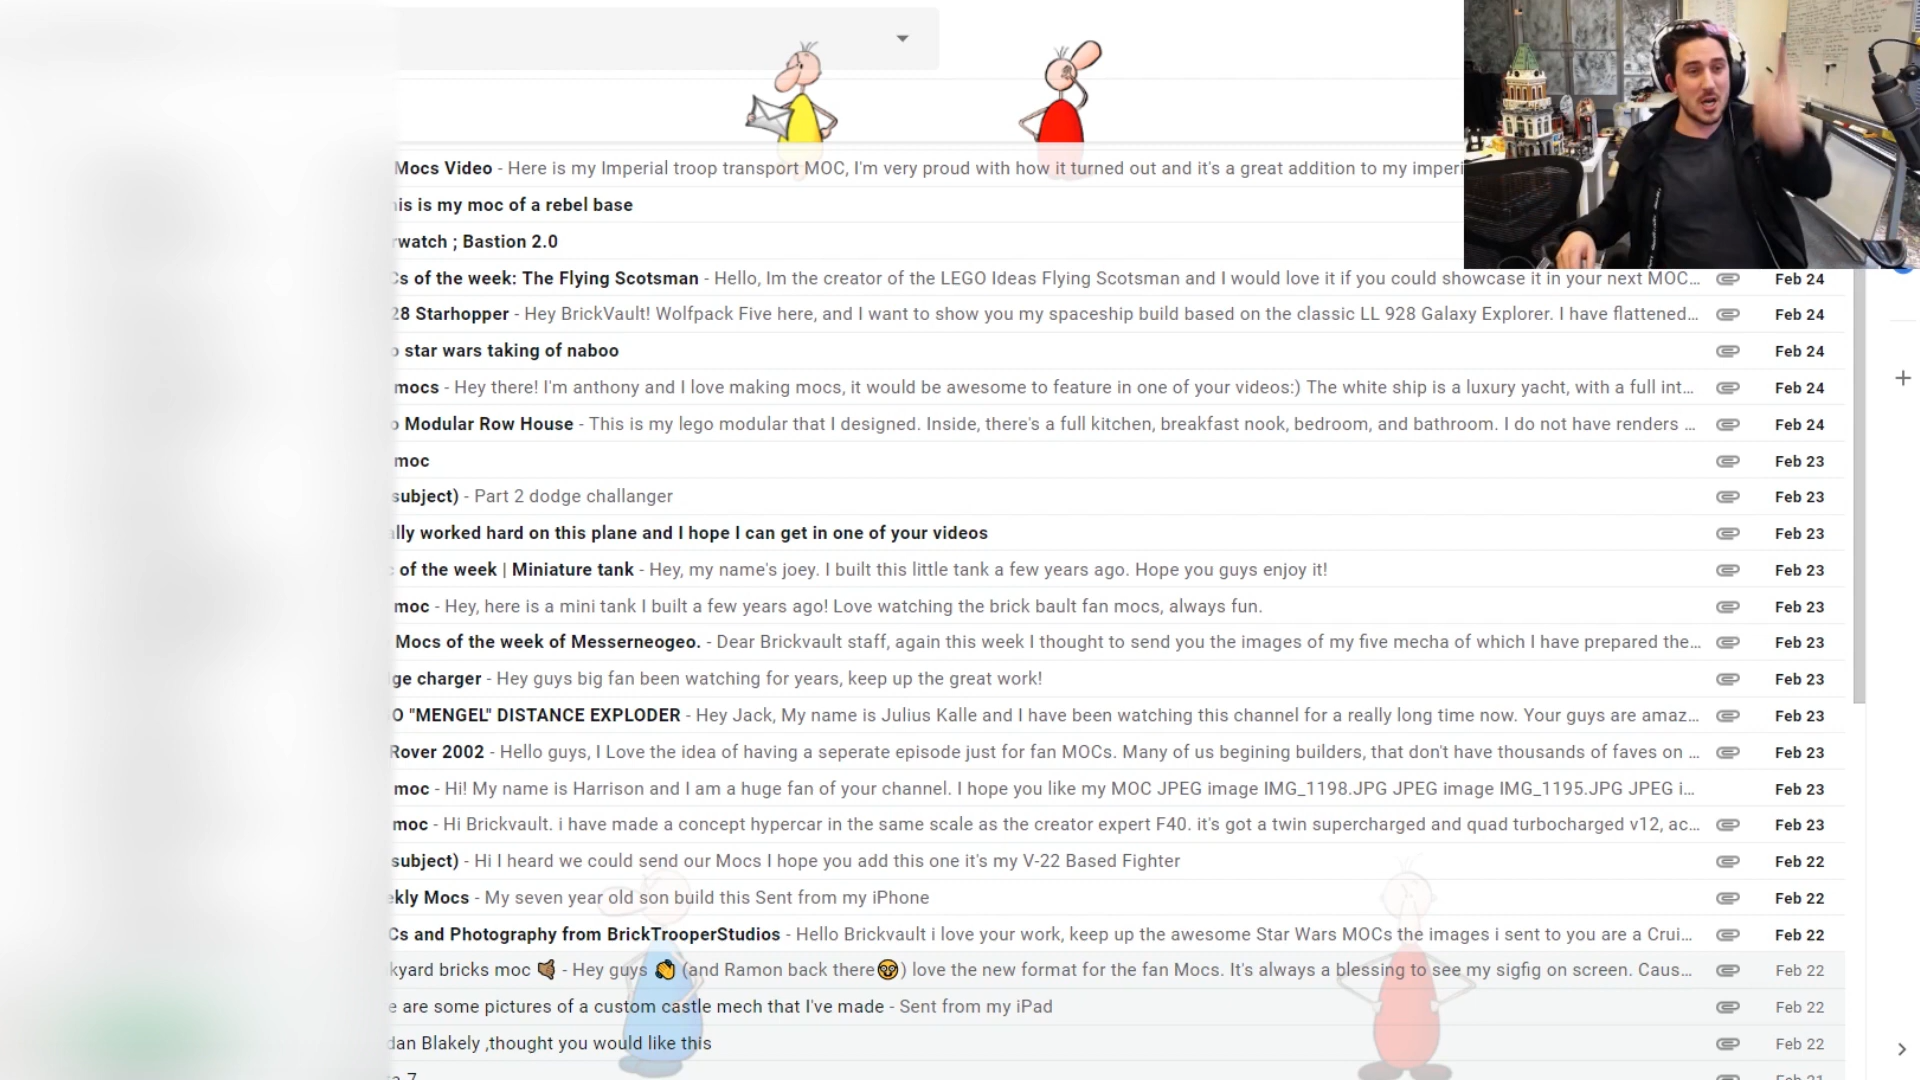 Mocs Video - Here is my Imperial troop transport MOC, I'm very proud with how it turned out and it's a great addition to my imperi
is is my moc of a rebel base
rwatch ; Bastion 2.0
Cs of the week: The Flying Scotsman - Hello, Im the creator of the LEGO Ideas Flying Scotsman and I would love it if you could showcase it in your next MOC... Feb 24
28 Starhopper - Hey BrickVault! Wolfpack Five here, and I want to show you my spaceship build based on the classic LL 928 Galaxy Explorer. I have flattened... Feb 24
o star wars taking of naboo Feb 24
mocs - Hey there! I'm anthony and I love making mocs, it would be awesome to feature in one of your videos:) The white ship is a luxury yacht, with a full int... Feb 24
o Modular Row House - This is my lego modular that I designed. Inside, there's a full kitchen, breakfast nook, bedroom, and bathroom. I do not have renders ... Feb 24
moc Feb 23
subject) - Part 2 dodge challanger Feb 23
ally worked hard on this plane and I hope I can get in one of your videos Feb 23
of the week | Miniature tank - Hey, my name's joey. I built this little tank a few years ago. Hope you guys enjoy it! Feb 23
moc - Hey, here is a mini tank I built a few years ago! Love watching the brick bault fan mocs, always fun. Feb 23
Mocs of the week of Messerneogeo. - Dear Brickvault staff, again this week I thought to send you the images of my five mecha of which I have prepared the... Feb 23
ge charger - Hey guys big fan been watching for years, keep up the great work! Feb 23
O "MENGEL" DISTANCE EXPLODER - Hey Jack, My name is Julius Kalle and I have been watching this channel for a really long time now. Your guys are amaz... Feb 23
Rover 2002 - Hello guys, I Love the idea of having a seperate episode just for fan MOCs. Many of us begining builders, that don't have thousands of faves on ... Feb 23
moc - Hi! My name is Harrison and I am a huge fan of your channel. I hope you like my MOC JPEG image IMG_1198.JPG JPEG image IMG_1195.JPG JPEG i... Feb 23
moc - Hi Brickvault. i have made a concept hypercar in the same scale as the creator expert F40. it's got a twin supercharged and quad turbocharged v12, ac... Feb 23
subject) - Hi I heard we could send our Mocs I hope you add this one it's my V-22 Based Fighter Feb 22
ekly Mocs - My seven year old son build this Sent from my iPhone Feb 22
Cs and Photography from BrickTrooperStudios - Hello Brickvault i love your work, keep up the awesome Star Wars MOCs the images i sent to you are a Crui... Feb 22
kyard bricks moc - Hey guys (and Ramon back there) love the new format for the fan Mocs. It's always a blessing to see my sigfig on screen. Caus... Feb 22
e are some pictures of a custom castle mech that I've made - Sent from my iPad Feb 22
dan Blakely ,thought you would like this Feb 22